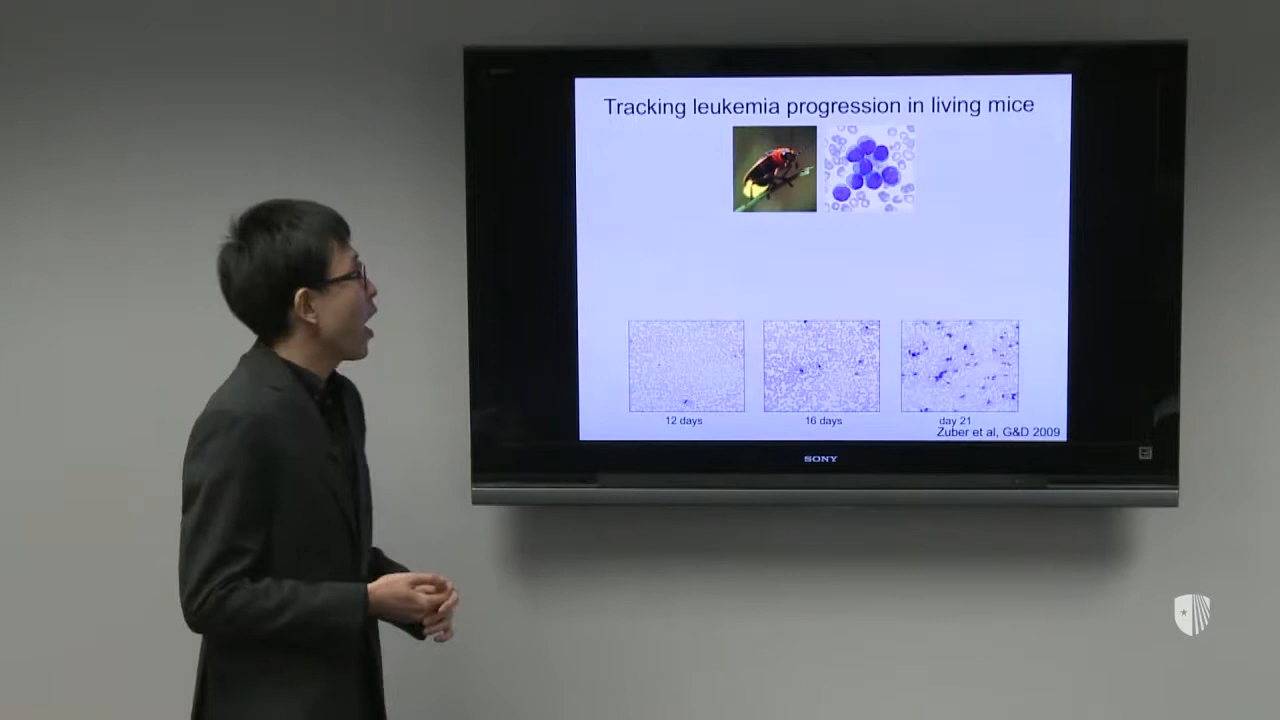 Tracking leukemia progression in living mice
12 days
16 days
day 21
Zuber et al, G&D 2009
SONY